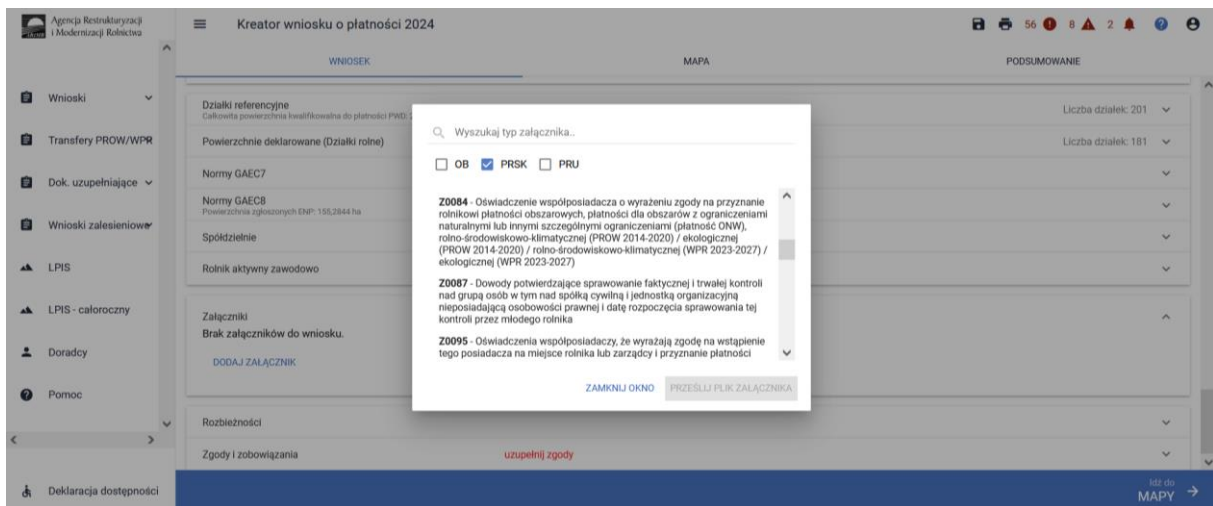 Agencja Restrukturyzacji
i Modernizacji Rolnictwa
Kreator wniosku o płatności 2024
56
8
2
WNIOSEK
MAPA
PODSUMOWANIE
Wnioski
Transfery PROW/WPR
Dok. uzupełniające
Wnioski zalesieniowe
LPIS
LPIS - całoroczny
Doradcy
Pomoc
Deklaracja dostępności
Działki referencyjne
Całkowita powierzchnia kwalifikowalna do płatności PWD:
Liczba działek: 201
Powierzchnie deklarowane (Działki rolne)
Liczba działek: 181
Normy GAEC7
Normy GAEC8
Powierzchnia zgłoszonych ENP: 155,2844 ha
Spółdzielnie
Rolnik aktywny zawodowo
Załączniki
Brak załączników do wniosku.
DODAJ ZAŁĄCZNIK
Rozbieżności
Zgody i zobowiązania
uzupełnij zgody
Wyszukaj typ załącznika..
OB PRSK PRU
Z0084 - Oświadczenie współposiadacza o wyrażeniu zgody na przyznanie
rolnikowi płatności obszarowych, płatności dla obszarów z ograniczeniami
naturalnymi lub innymi szczególnymi ograniczeniami (płatność ONW),
rolno-środowiskowo-klimatycznej (PROW 2014-2020) / ekologicznej
(PROW 2014-2020) / rolno-środowiskowo-klimatycznej (WPR 2023-2027) /
ekologicznej (WPR 2023-2027)
Z0087 - Dowody potwierdzające sprawowanie faktycznej i trwałej kontroli
nad grupą osób w tym nad spółką cywilną i jednostką organizacyjną
nieposiadającą osobowości prawnej i datę rozpoczęcia sprawowania tej
kontroli przez młodego rolnika
Z0095 - Oświadczenia współposiadaczy, że wyrażają zgodę na wstąpienie
tego posiadacza na miejsce rolnika lub zarządcy i przyznanie płatności
ZAMKNIJ OKNO
PRZEŚLIJ PLIK ZAŁĄCZNIKA
Idź do
MAPY